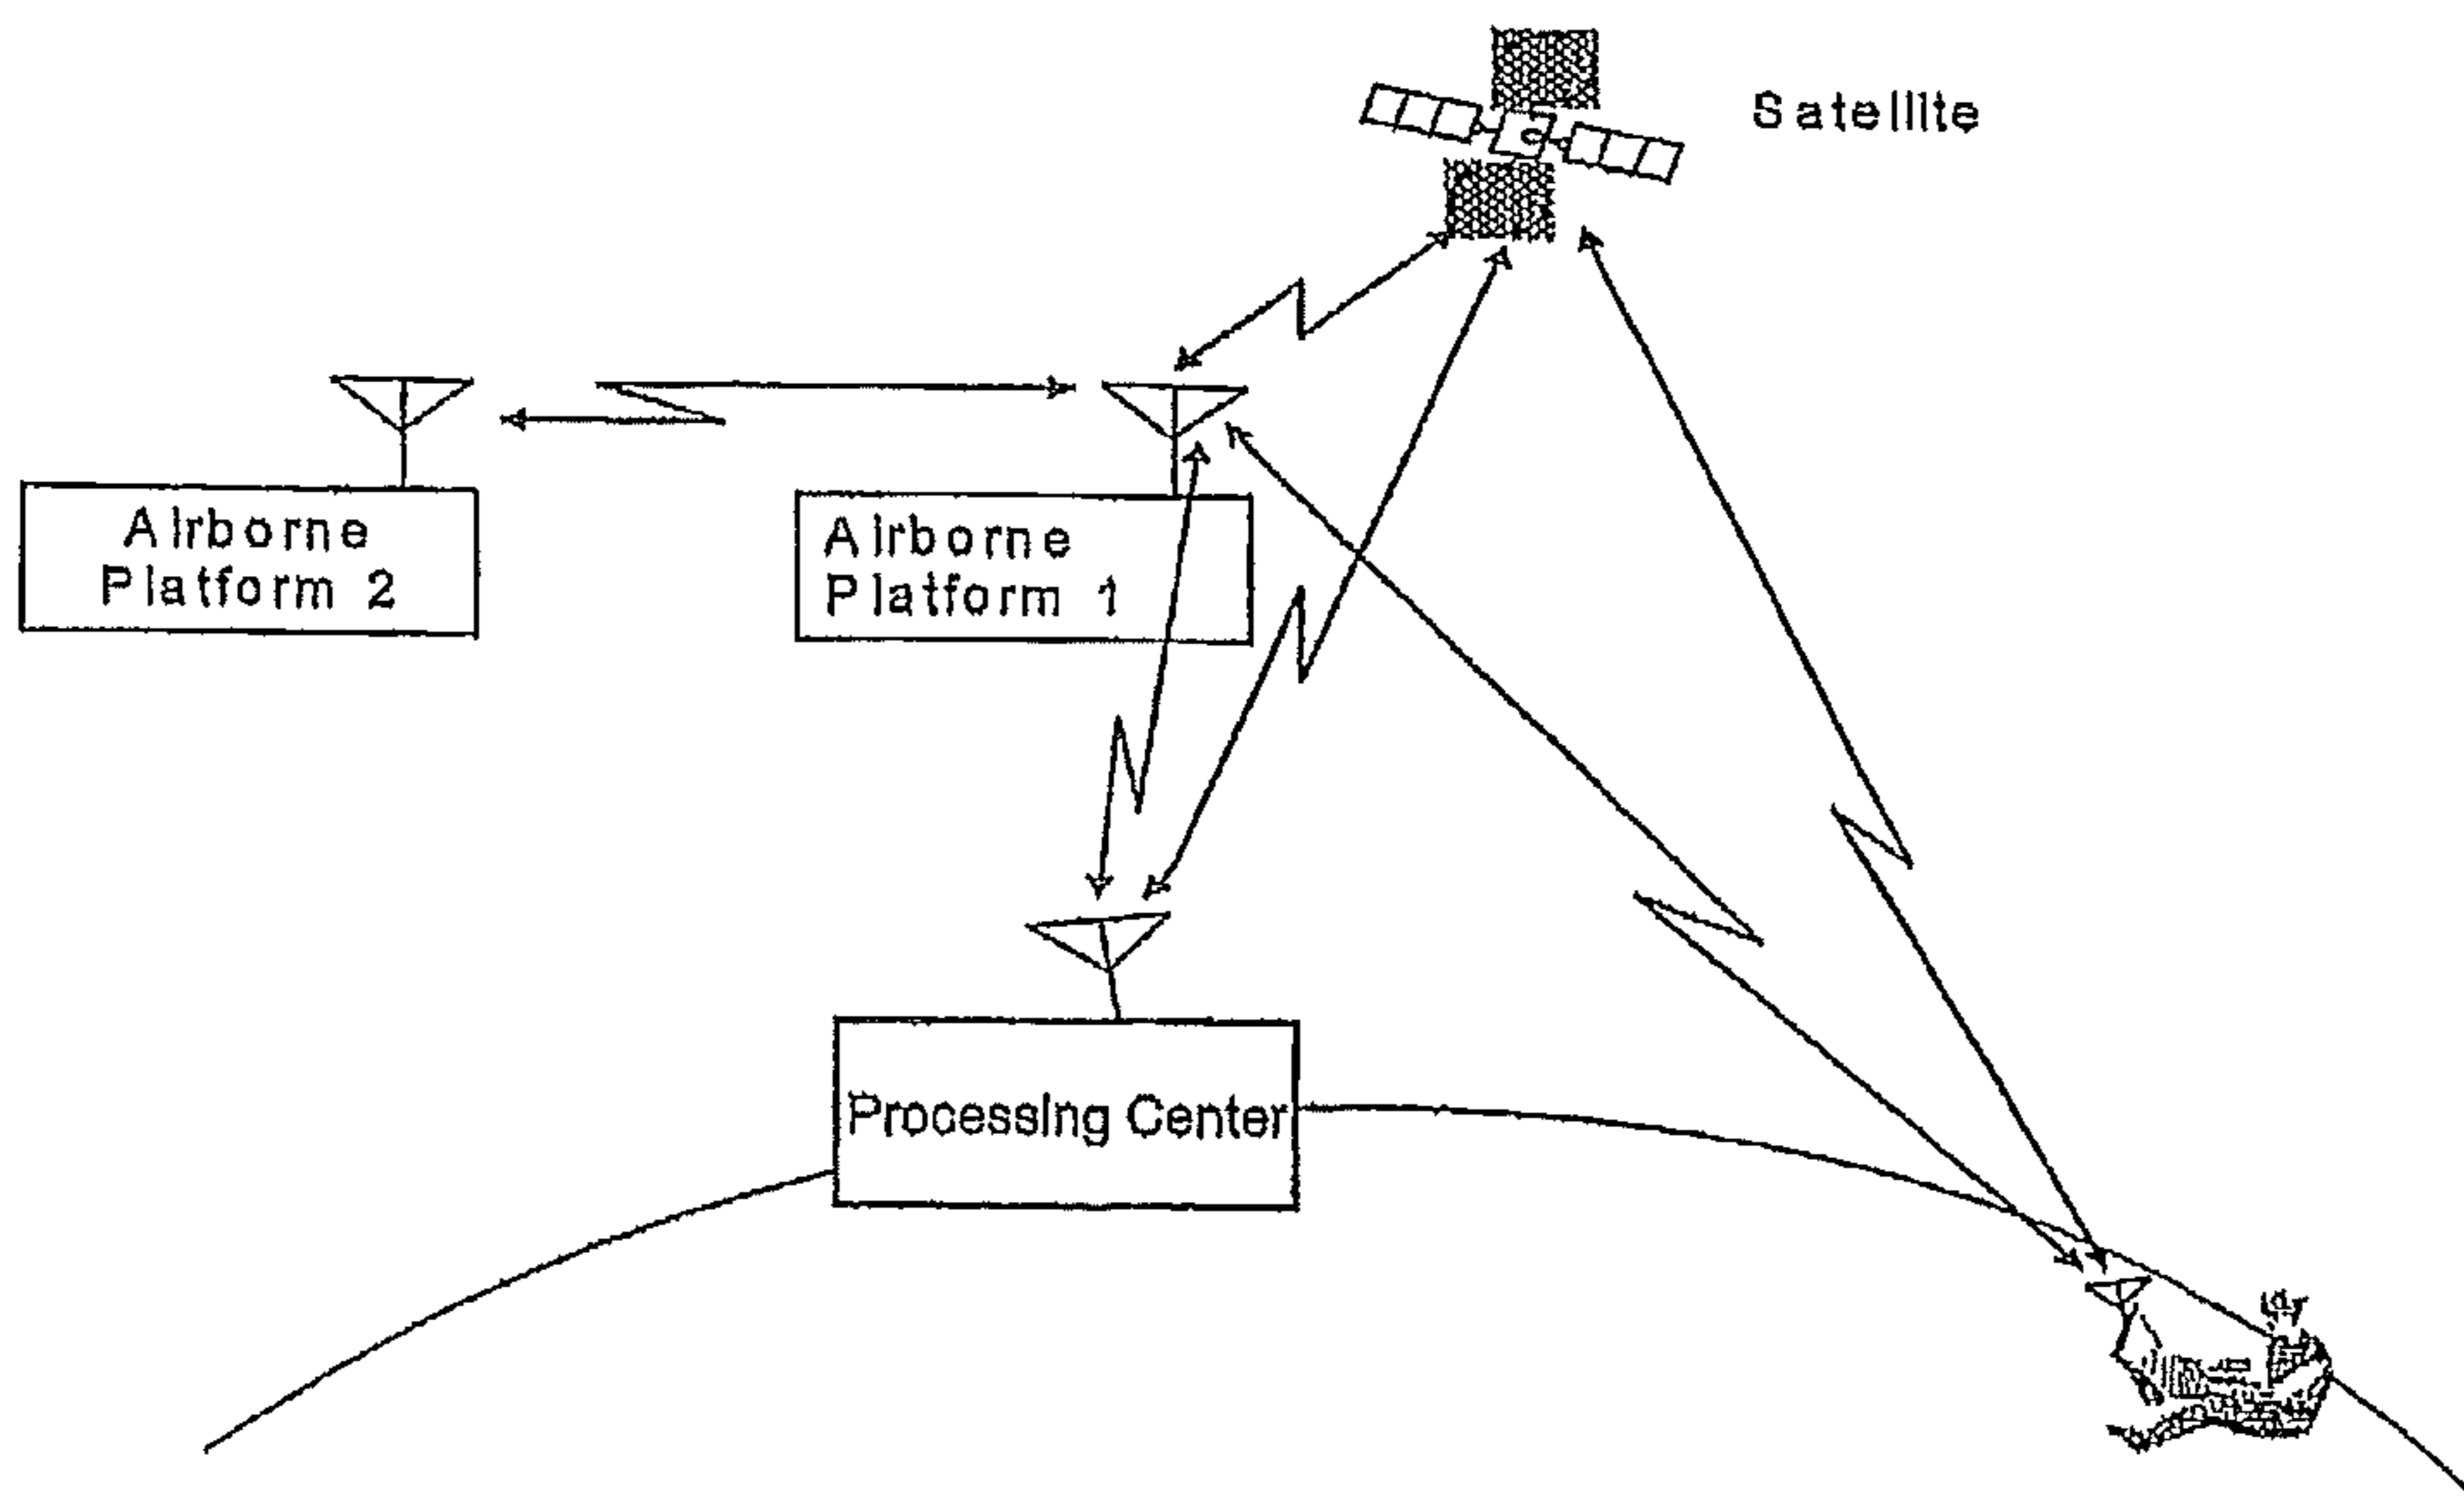 Satellite
Airborne
Platform 2
Airborne
Platform 1
Processing Center